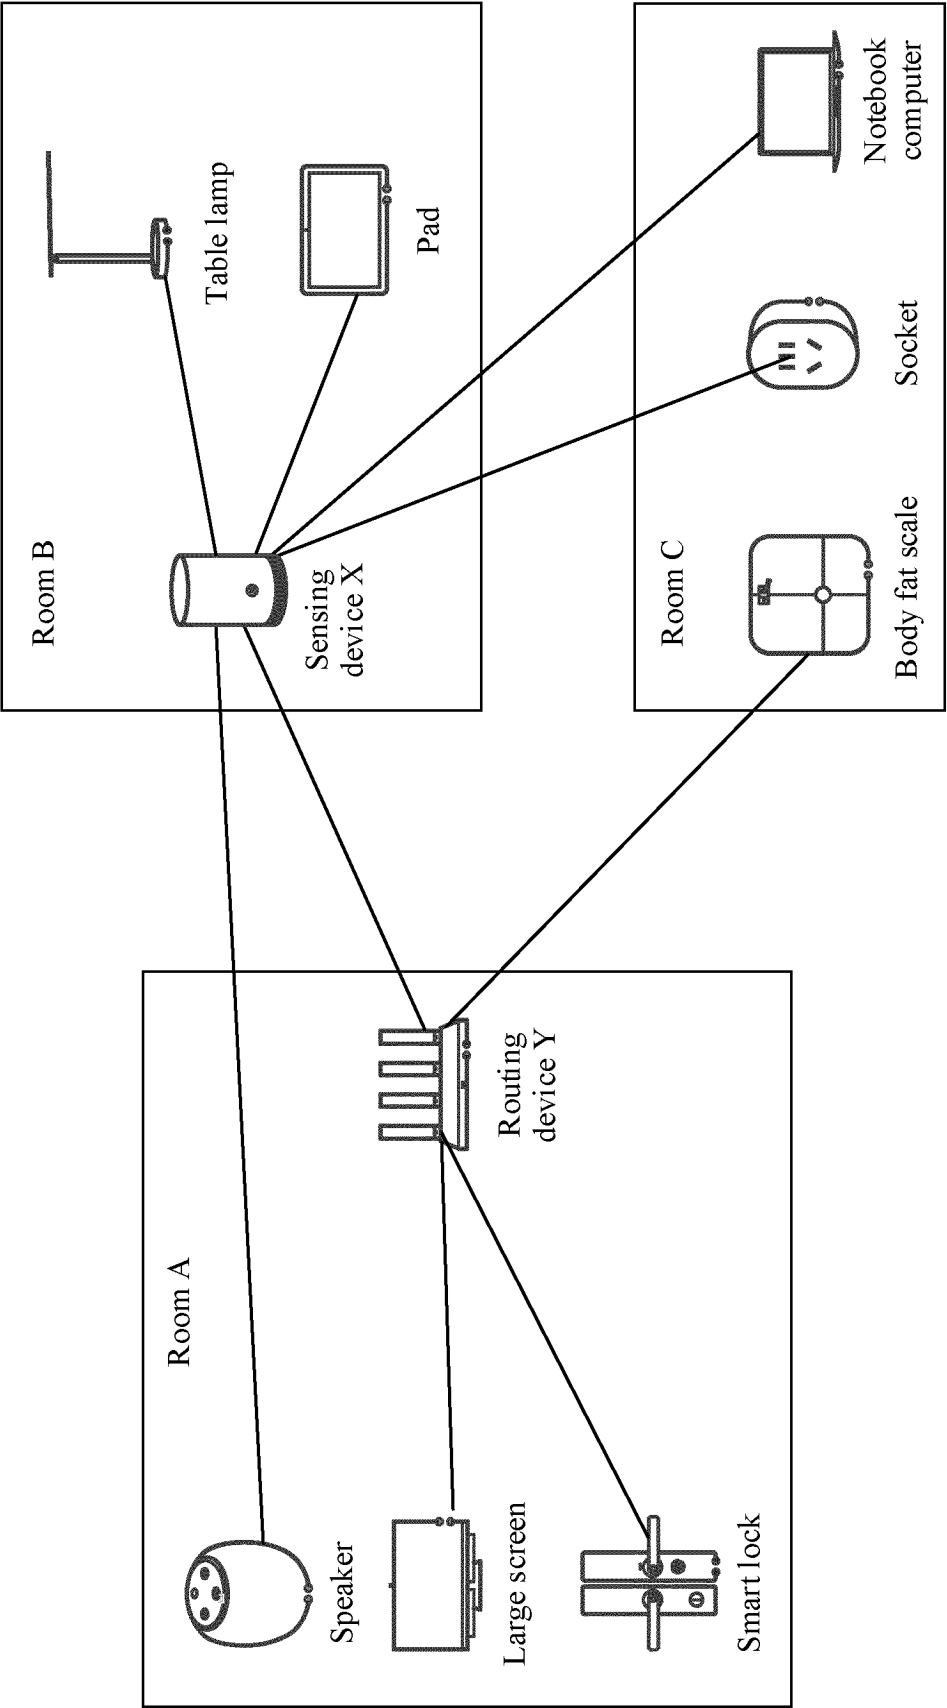 Room A
Speaker
Large screen
Smart lock
Routing
device Y
Room B
Sensing
device X
Table lamp
Pad
Room C
Body fat scale
Socket
Notebook
computer